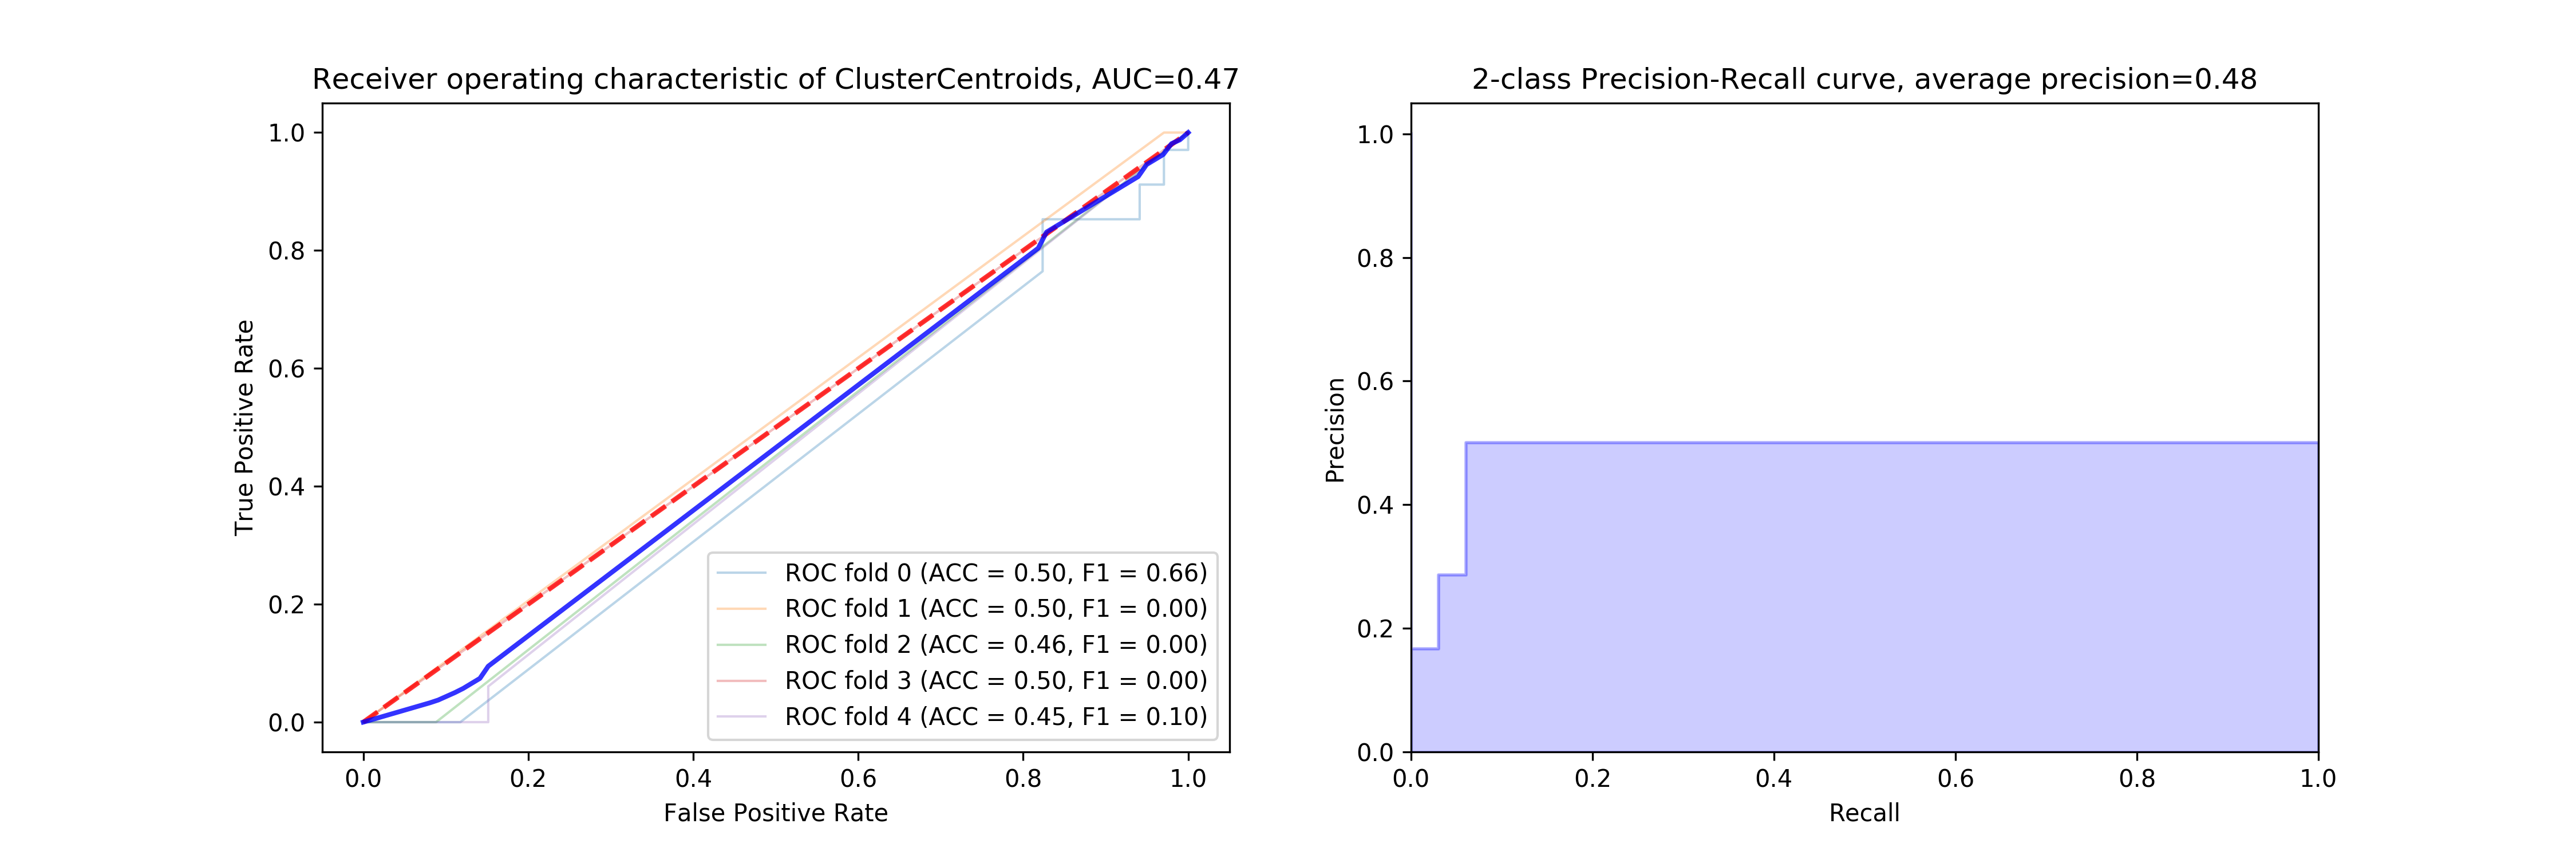 Receiver operating characteristic of ClusterCentroids, AUC=0.47
1.0
0.8
0.6
0.4
0.2
0.0
True Positive Rate
ROC fold 0 (ACC = 0.50, F1 = 0.66)
ROC fold 1 (ACC = 0.50, F1 = 0.00)
ROC fold 2 (ACC = 0.46, F1 = 0.00)
ROC fold 3 (ACC = 0.50, F1 = 0.00)
ROC fold 4 (ACC = 0.45, F1 = 0.10)
0.0 0.2 0.4 0.6 0.8 1.0
False Positive Rate
2-class Precision-Recall curve, average precision=0.48
1.0
0.8
0.6
0.4
0.2
0.0
Precision
0.0 0.2 0.4 0.6 0.8 1.0
Recall